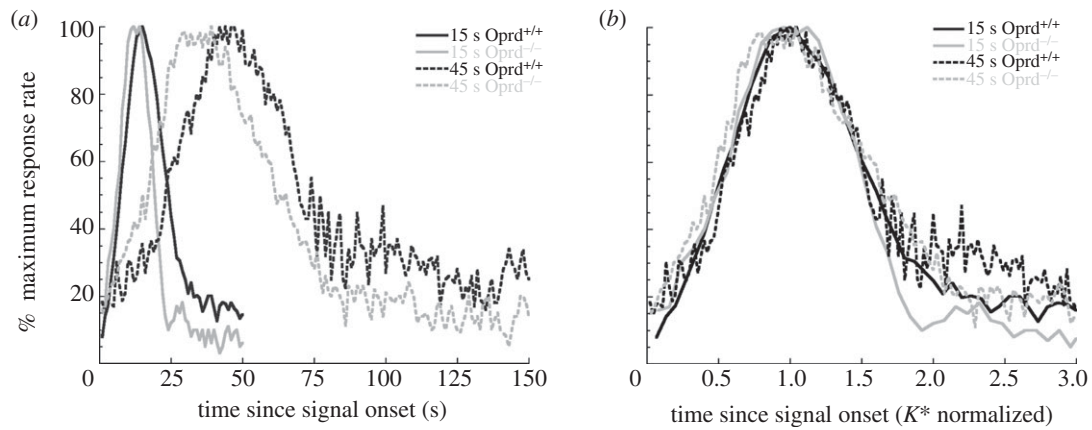 (a)
100
80
60
40
20
% maximum response rate
15 s Oprd+/+
15 s Oprd−/−
45 s Oprd+/+
45 s Oprd−/−
0 25 50 75 100 125 150
time since signal onset (s)
(b)
15 s Oprd+/+
15 s Oprd−/−
45 s Oprd+/+
45 s Oprd−/−
0 0.5 1.0 1.5 2.0 2.5 3.0
time since signal onset (K* normalized)